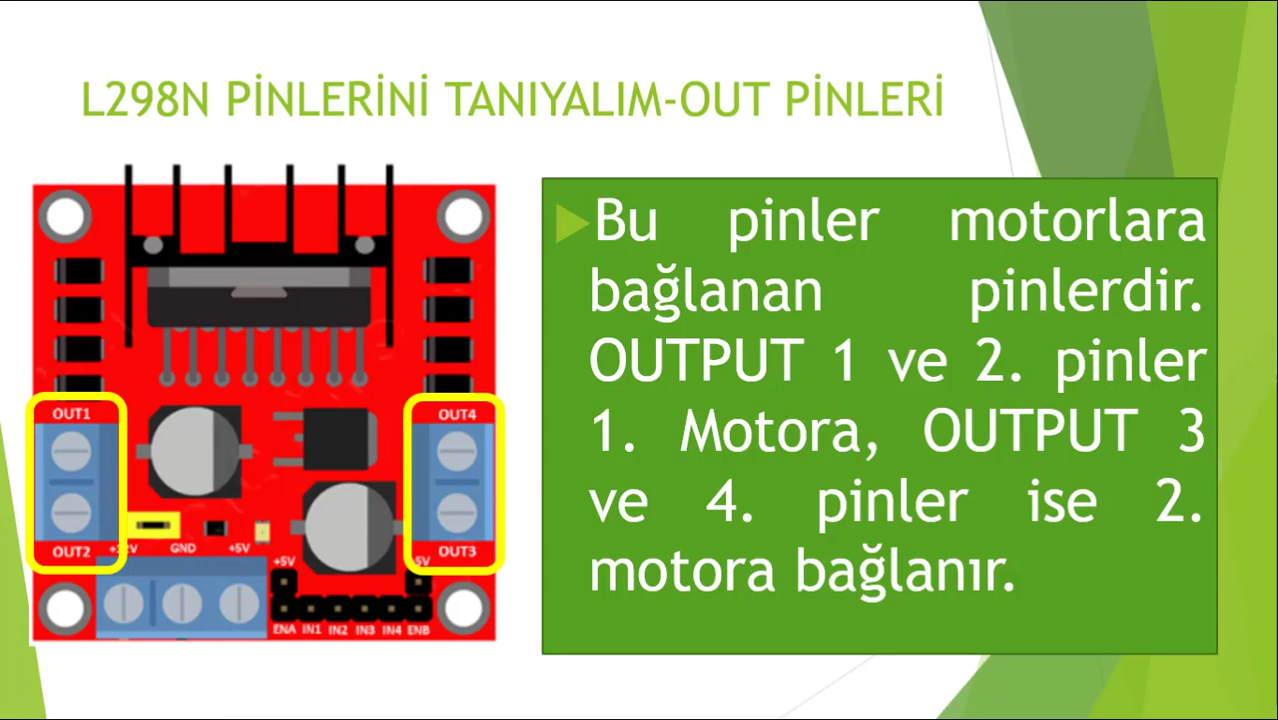 L298N PİNLERİNİ TANIYALIM-OUT PİNLERİ
Bu pinler motorlara
bağlanan pinlerdir.
OUTPUT 1 ve 2. pinler
1. Motora, OUTPUT 3
ve 4. pinler ise 2.
motora bağlanır.
OUT1
OUT4
OUT2
OUT3
+12V GND +5V
+5V
5V
ENA IN1 IN2 IN3 IN4 ENB